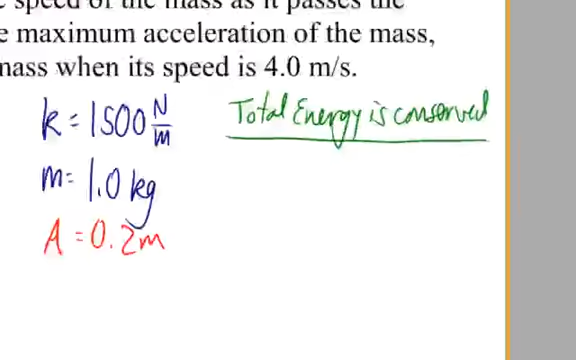 speed of the mass as it passes the
e maximum acceleration of the mass,
mass when its speed is 4.0 m/s.
k = 1500 N/m
Total Energy is conserved
m = 1.0 kg
A = 0.2m